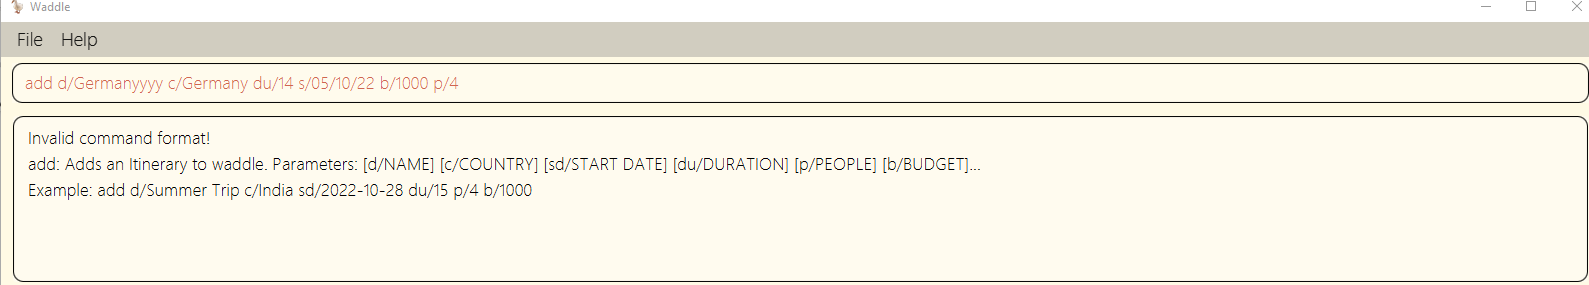 Waddle
File Help
add d/Germanyyyy c/Germany du/14 s/05/10/22 b/1000 p/4
Invalid command format!
add: Adds an Itinerary to waddle. Parameters: [d/NAME] [c/COUNTRY] [sd/START DATE] [du/DURATION] [p/PEOPLE] [b/BUDGET]...
Example: add d/Summer Trip c/India sd/2022-10-28 du/15 p/4 b/1000